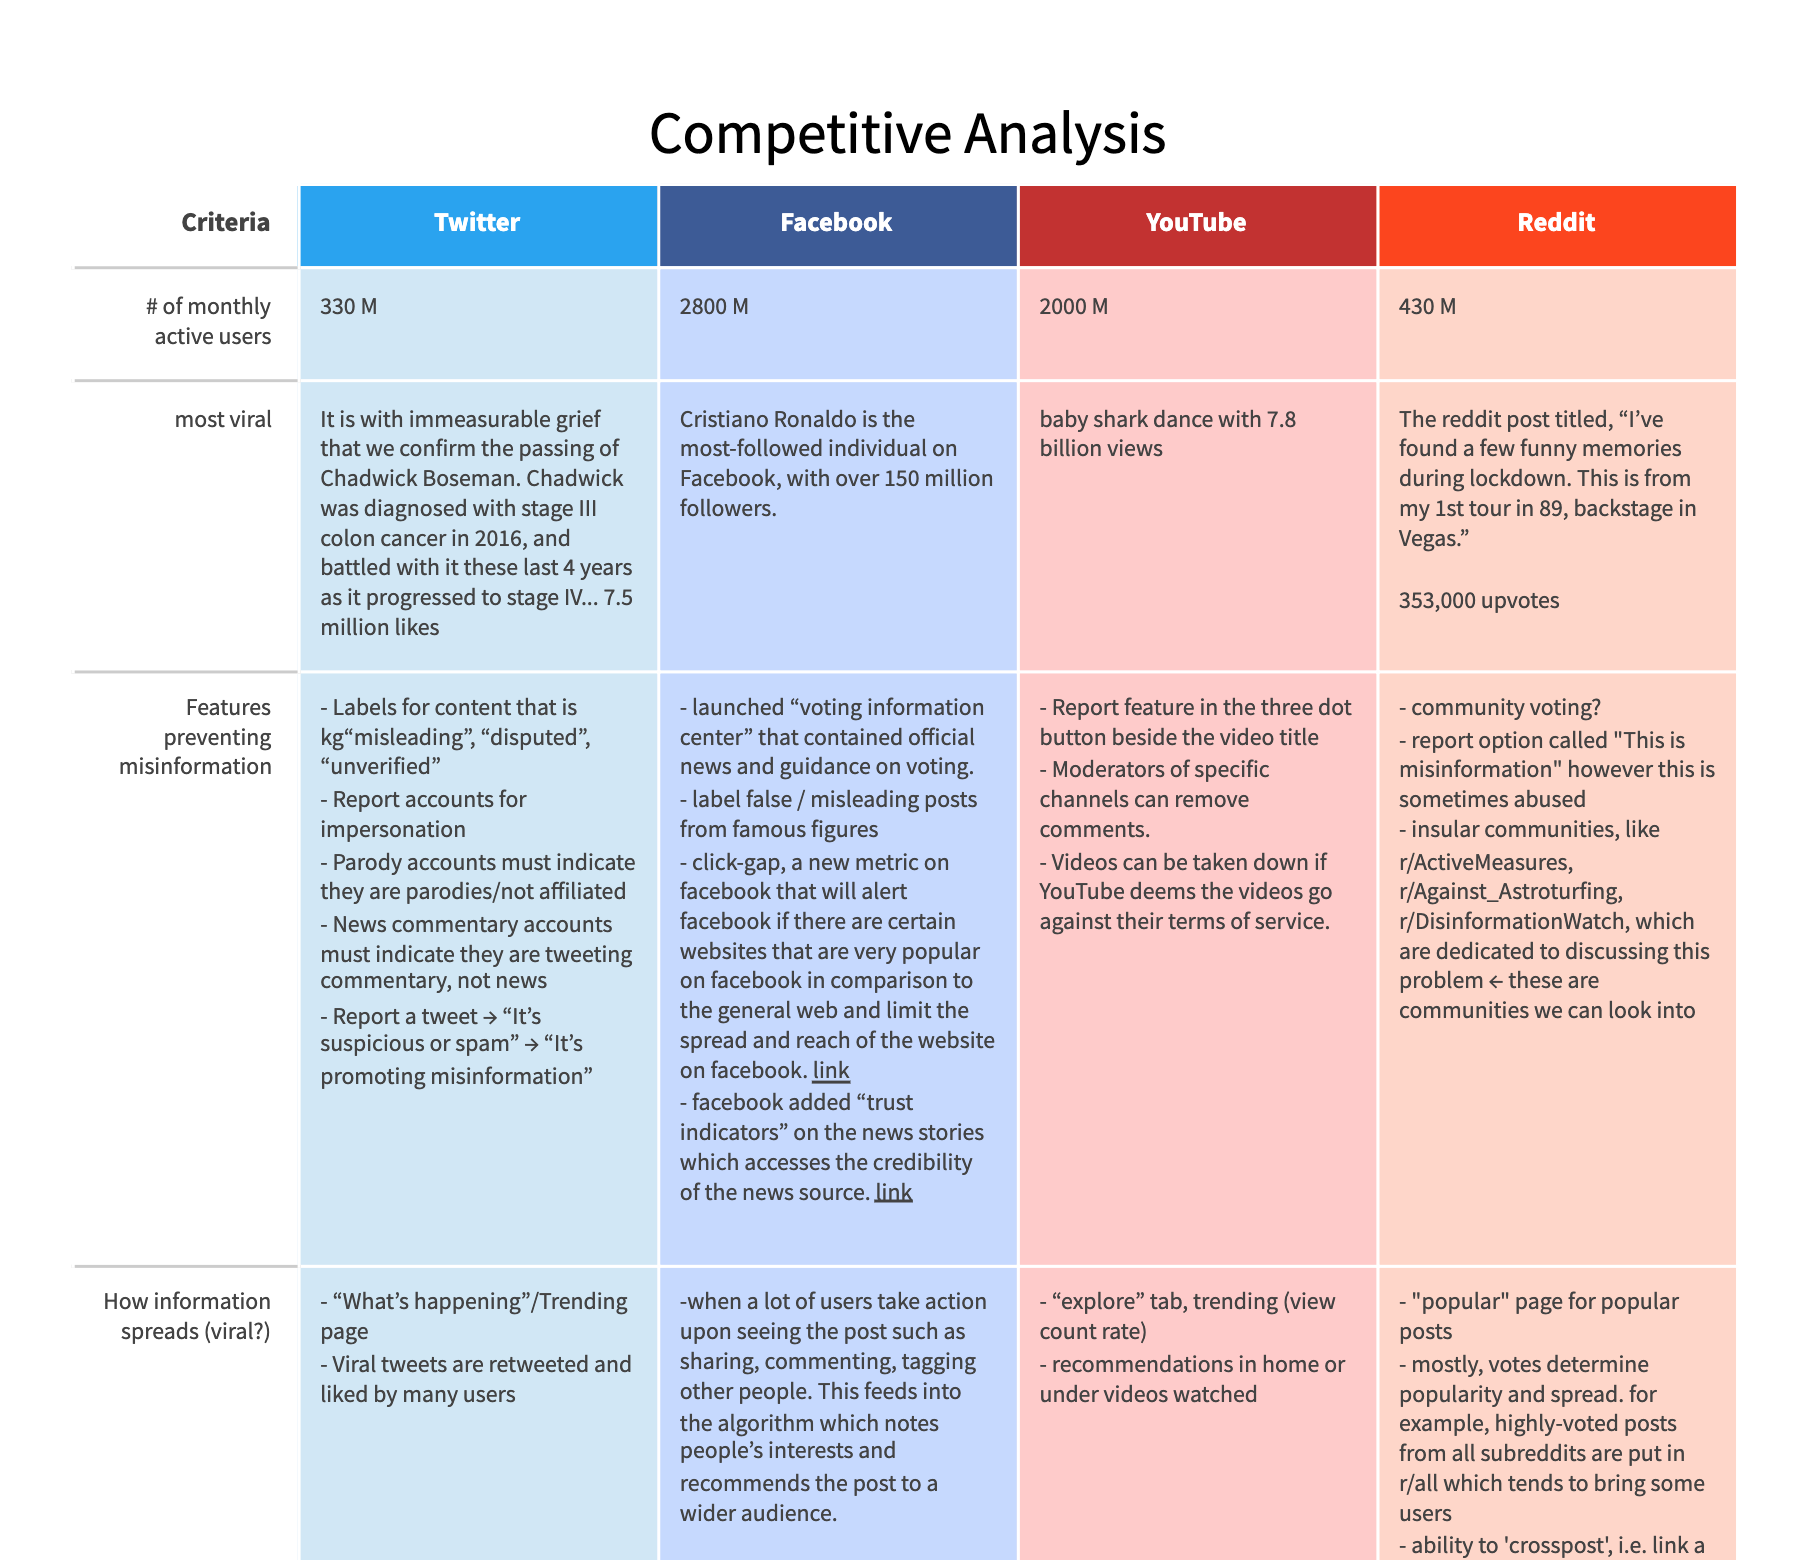 Competitive Analysis
Criteria
Twitter
Facebook
YouTube
Reddit
# of monthly
active users
330 M
2800 M
2000 M
430 M
most viral
It is with immeasurable grief
that we confirm the passing of
Chadwick Boseman. Chadwick
was diagnosed with stage III
colon cancer in 2016, and
battled with it these last 4 years
as it progressed to stage IV... 7.5
million likes
Cristiano Ronaldo is the
most-followed individual on
Facebook, with over 150 million
followers.
baby shark dance with 7.8
billion views
The reddit post titled, “I’ve
found a few funny memories
during lockdown. This is from
my 1st tour in 89, backstage in
Vegas.”
353,000 upvotes
Features
preventing
misinformation
- Labels for content that is
kg“misleading”, “disputed”,
“unverified”
- Report accounts for
impersonation
- Parody accounts must indicate
they are parodies/not affiliated
- News commentary accounts
must indicate they are tweeting
commentary, not news
- Report a tweet → “It’s
suspicious or spam” → “It’s
promoting misinformation”
- launched “voting information
center” that contained official
news and guidance on voting.
- label false / misleading posts
from famous figures
- click-gap, a new metric on
facebook that will alert
facebook if there are certain
websites that are very popular
on facebook in comparison to
the general web and limit the
spread and reach of the website
on facebook. link
- facebook added “trust
indicators” on the news stories
which accesses the credibility
of the news source. link
- Report feature in the three dot
button beside the video title
- Moderators of specific
channels can remove
comments.
- Videos can be taken down if
YouTube deems the videos go
against their terms of service.
- community voting?
- report option called "This is
misinformation" however this is
sometimes abused
- insular communities, like
r/ActiveMeasures,
r/Against_Astroturfing,
r/DisinformationWatch, which
are dedicated to discussing this
problem ← these are
communities we can look into
How information
spreads (viral?)
- “What’s happening”/Trending
page
- Viral tweets are retweeted and
liked by many users
-when a lot of users take action
upon seeing the post such as
sharing, commenting, tagging
other people. This feeds into
the algorithm which notes
people’s interests and
recommends the post to a
wider audience.
- “explore” tab, trending (view
count rate)
- recommendations in home or
under videos watched
- "popular" page for popular
posts
- mostly, votes determine
popularity and spread. for
example, highly-voted posts
from all subreddits are put in
r/all which tends to bring some
users
- ability to 'crosspost', i.e. link a